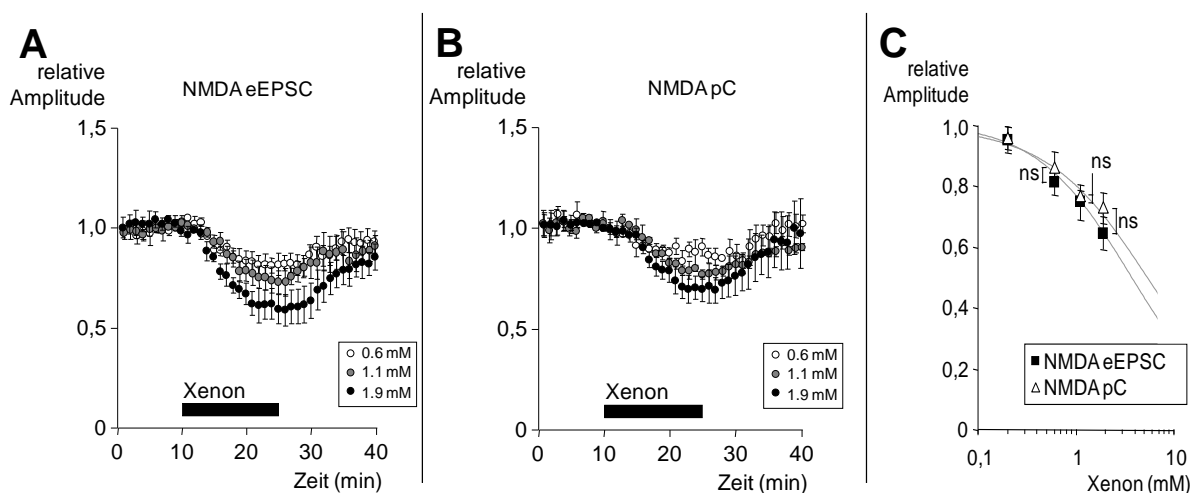 A
relative
Amplitude
NMDA eEPSC
1,5
1,0
0,5
0
0.6 mM
1.1 mM
1.9 mM
Xenon
0 10 20 30 40
Zeit (min)
B
relative
Amplitude
NMDA pC
1,5
1,0
0,5
0
0.6 mM
1.1 mM
1.9 mM
Xenon
0 10 20 30 40
Zeit (min)
C
relative
Amplitude
1,0
0,8
0,6
0,4
0,2
0
ns
ns
ns
NMDA eEPSC
NMDA pC
0,1 1 10
Xenon (mM)